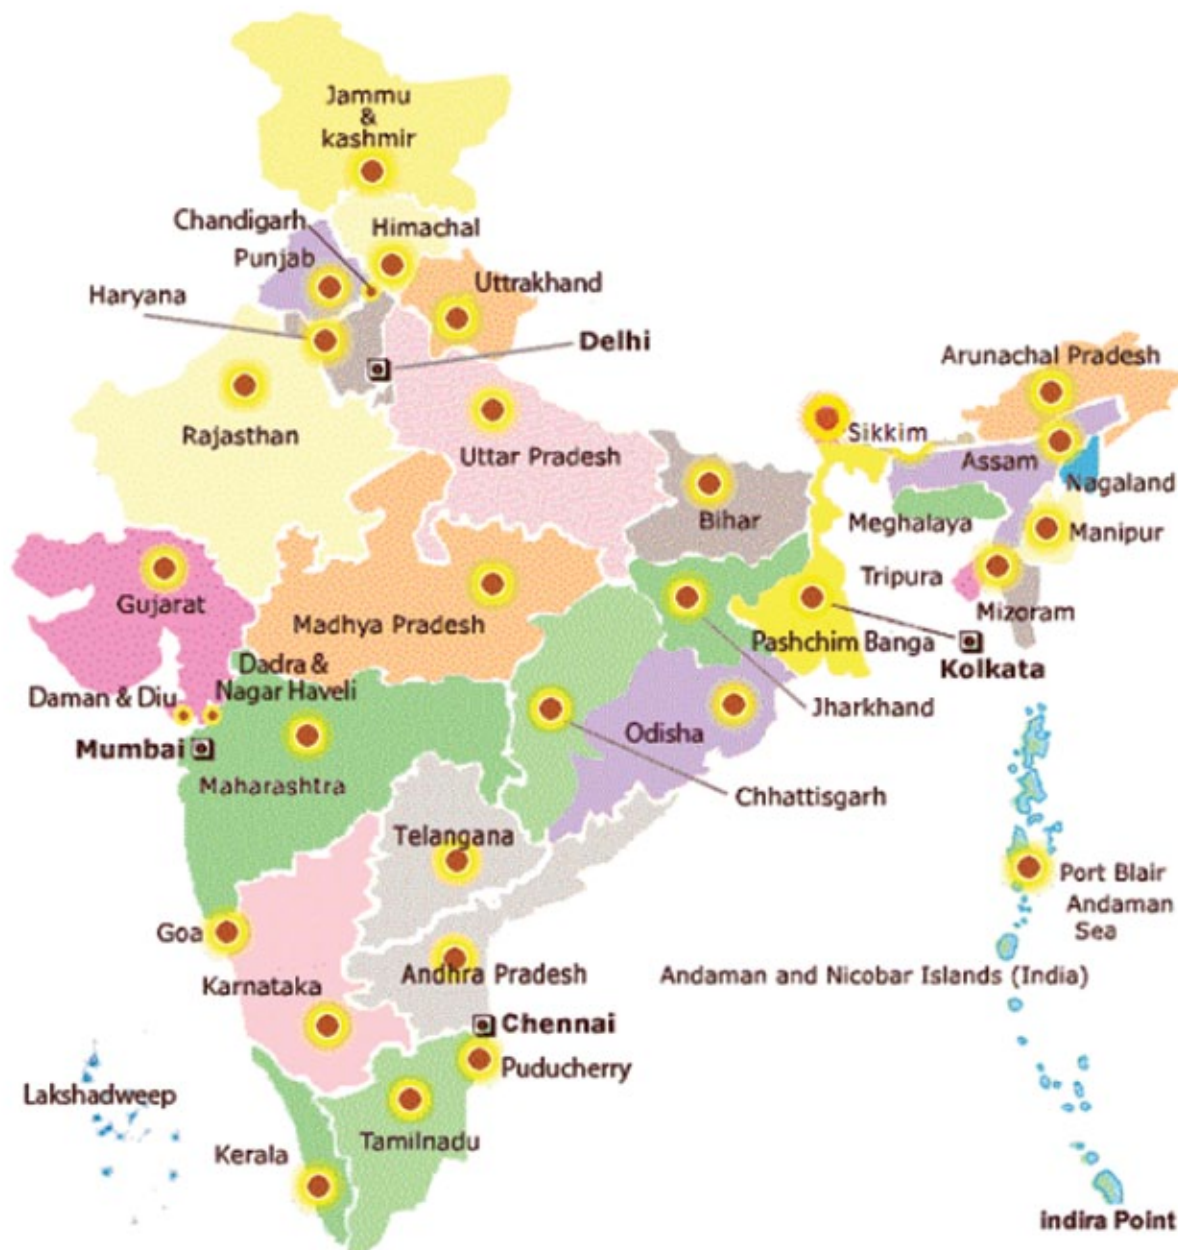 Jammu
&
kashmir
Chandigarh
Himachal
Punjab
Uttrakhand
Haryana
Delhi
Arunachal Pradesh
Rajasthan
Sikkim
Uttar Pradesh
Assam
Nagaland
Bihar
Meghalaya
Manipur
Tripura
Gujarat
Mizoram
Madhya Pradesh
Pashchim Banga
Kolkata
Dadra &
Nagar Haveli
Daman & Diu
Jharkhand
Odisha
Mumbai
Maharashtra
Chhattisgarh
Telangana
Port Blair
Andaman
Sea
Goa
Andhra Pradesh
Andaman and Nicobar Islands (India)
Karnataka
Chennai
Puducherry
Lakshadweep
Tamilnadu
Kerala
indira Point